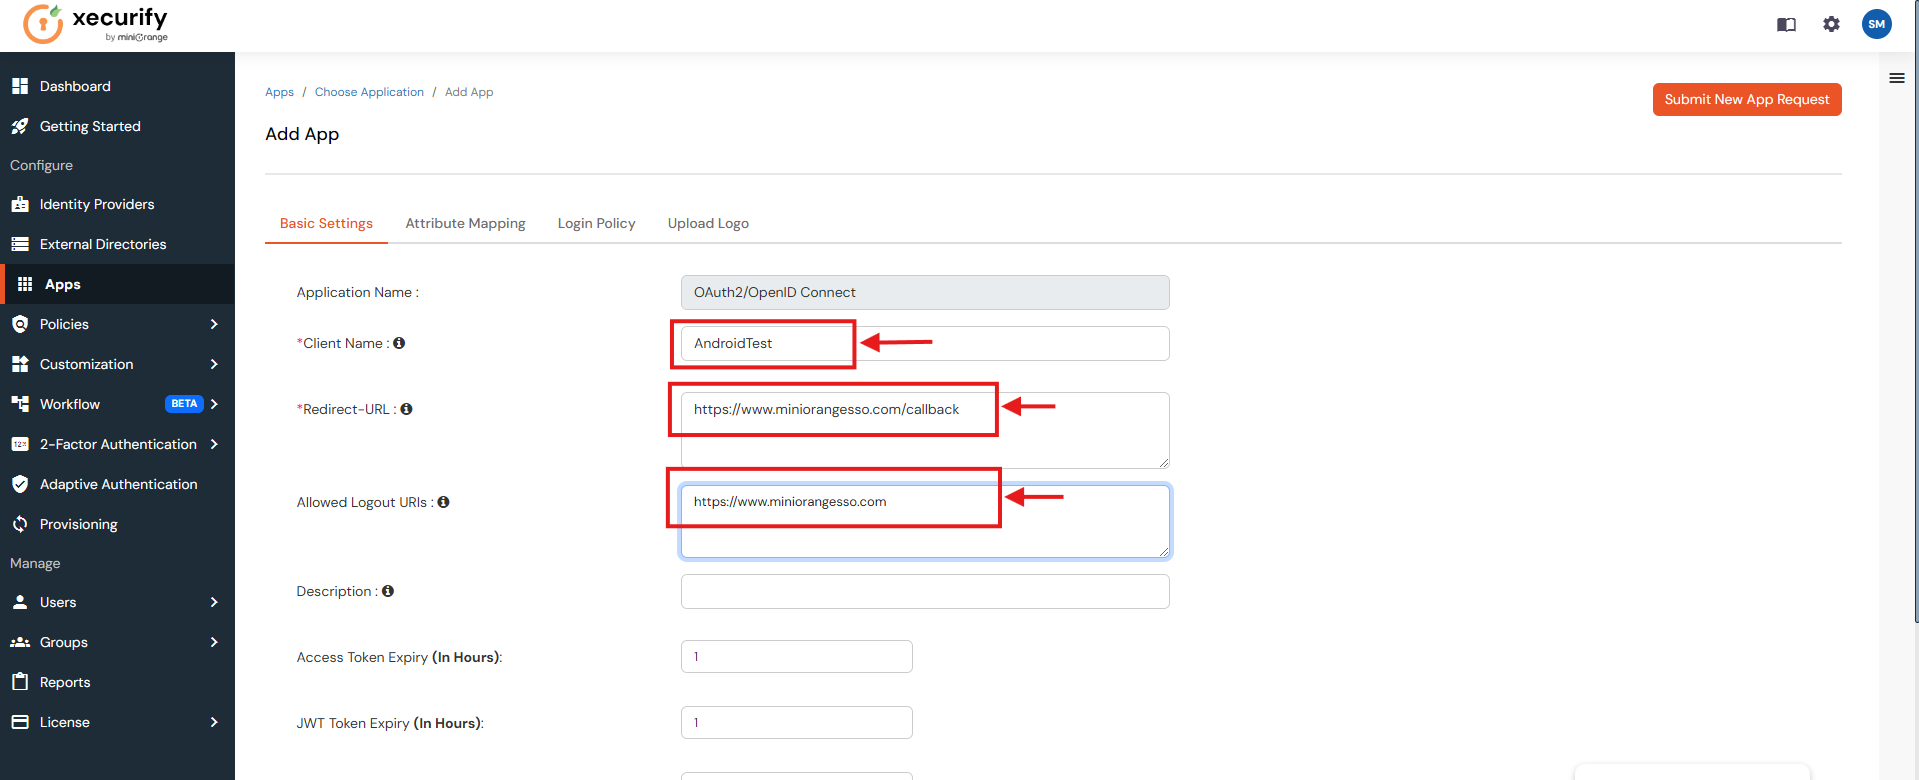 xecurify
by miniOrange
SM
Dashboard
Getting Started
Configure
Identity Providers
External Directories
Apps
Policies
Customization
Workflow BETA
2-Factor Authentication
Adaptive Authentication
Provisioning
Manage
Users
Groups
Reports
License
Apps / Choose Application / Add App
Submit New App Request
Add App
Basic Settings Attribute Mapping Login Policy Upload Logo
Application Name : OAuth2/OpenID Connect
*Client Name : AndroidTest
*Redirect-URL : https://www.miniorangesso.com/callback
Allowed Logout URIs : https://www.miniorangesso.com
Description :
Access Token Expiry (In Hours): 1
JWT Token Expiry (In Hours): 1